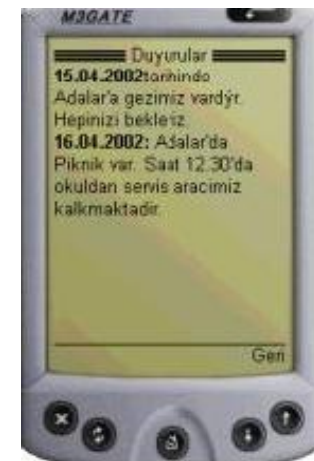 M3GATE
Duyurular
15.04.2002tarihinde
Adalar'a gezimiz vardýr.
Hepinizi bekleriz.
16.04.2002: Adalar'da
Piknik var. Saat 12.30'da
okuldan servis aracimiz
kalkmaktadir.
Geri